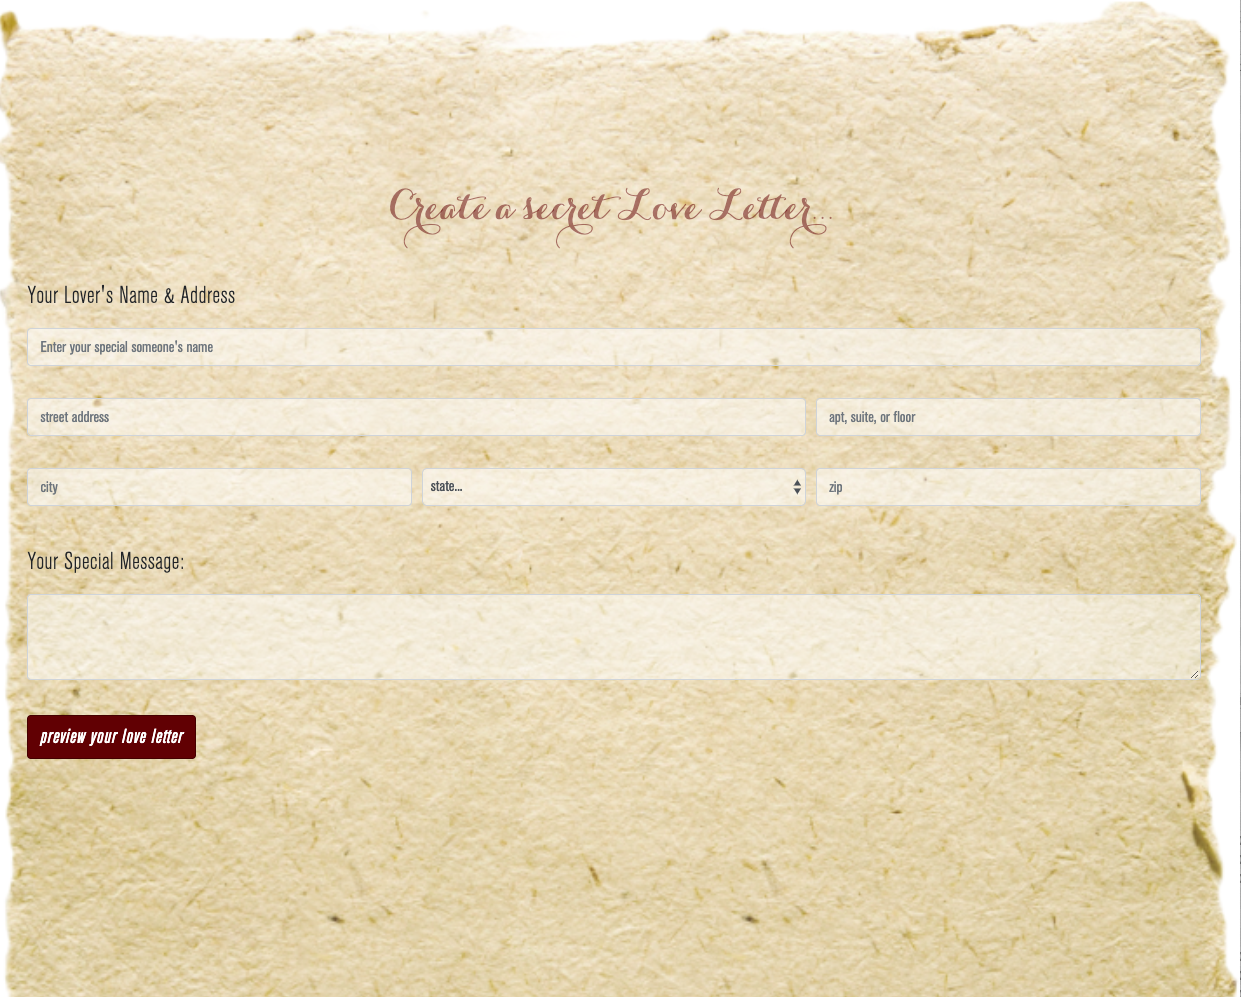 Create a secret Love Letter...
Your Lover's Name & Address
Enter your special someone's name
street address
apt, suite, or floor
city
state...
zip
Your Special Message:
preview your love letter